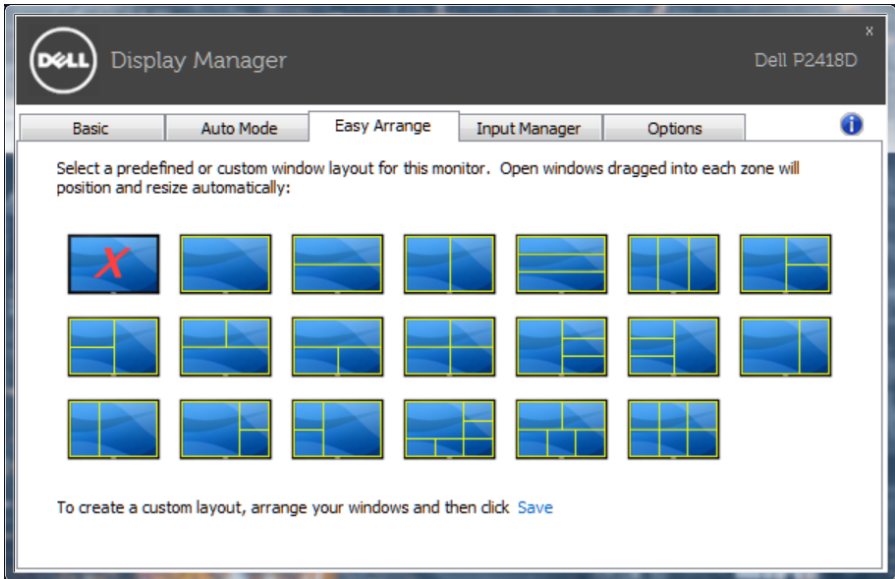 DELL
Display Manager
x
Dell P2418D
Basic
Auto Mode
Easy Arrange
Input Manager
Options
i
Select a predefined or custom window layout for this monitor. Open windows dragged into each zone will
position and resize automatically:
X
To create a custom layout, arrange your windows and then click Save